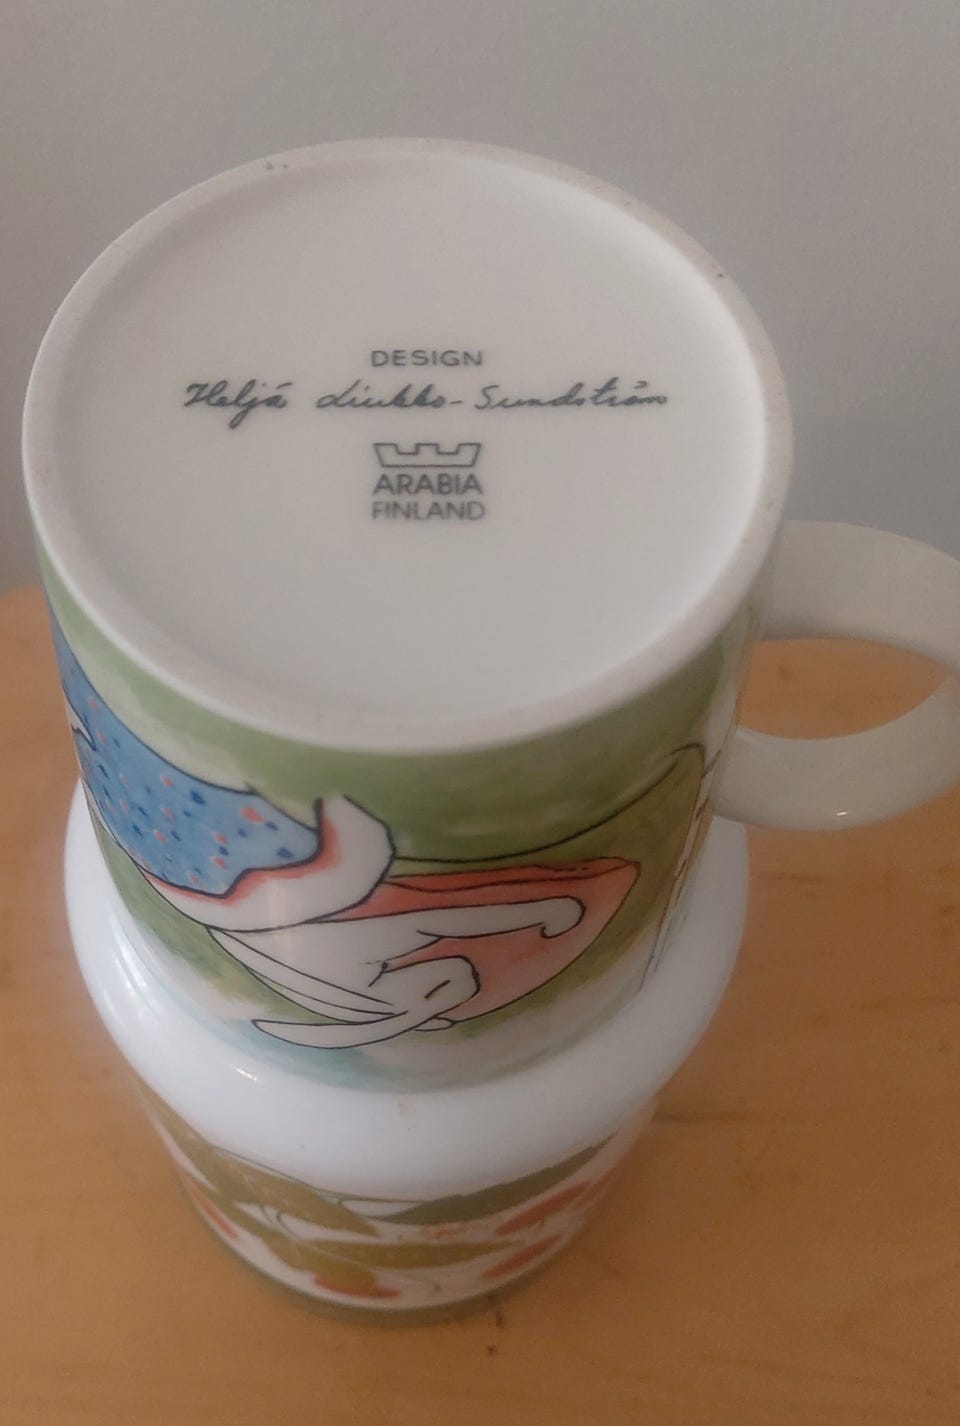 DESIGN
Heljä Liukko-Sundström
ARABIA
FINLAND